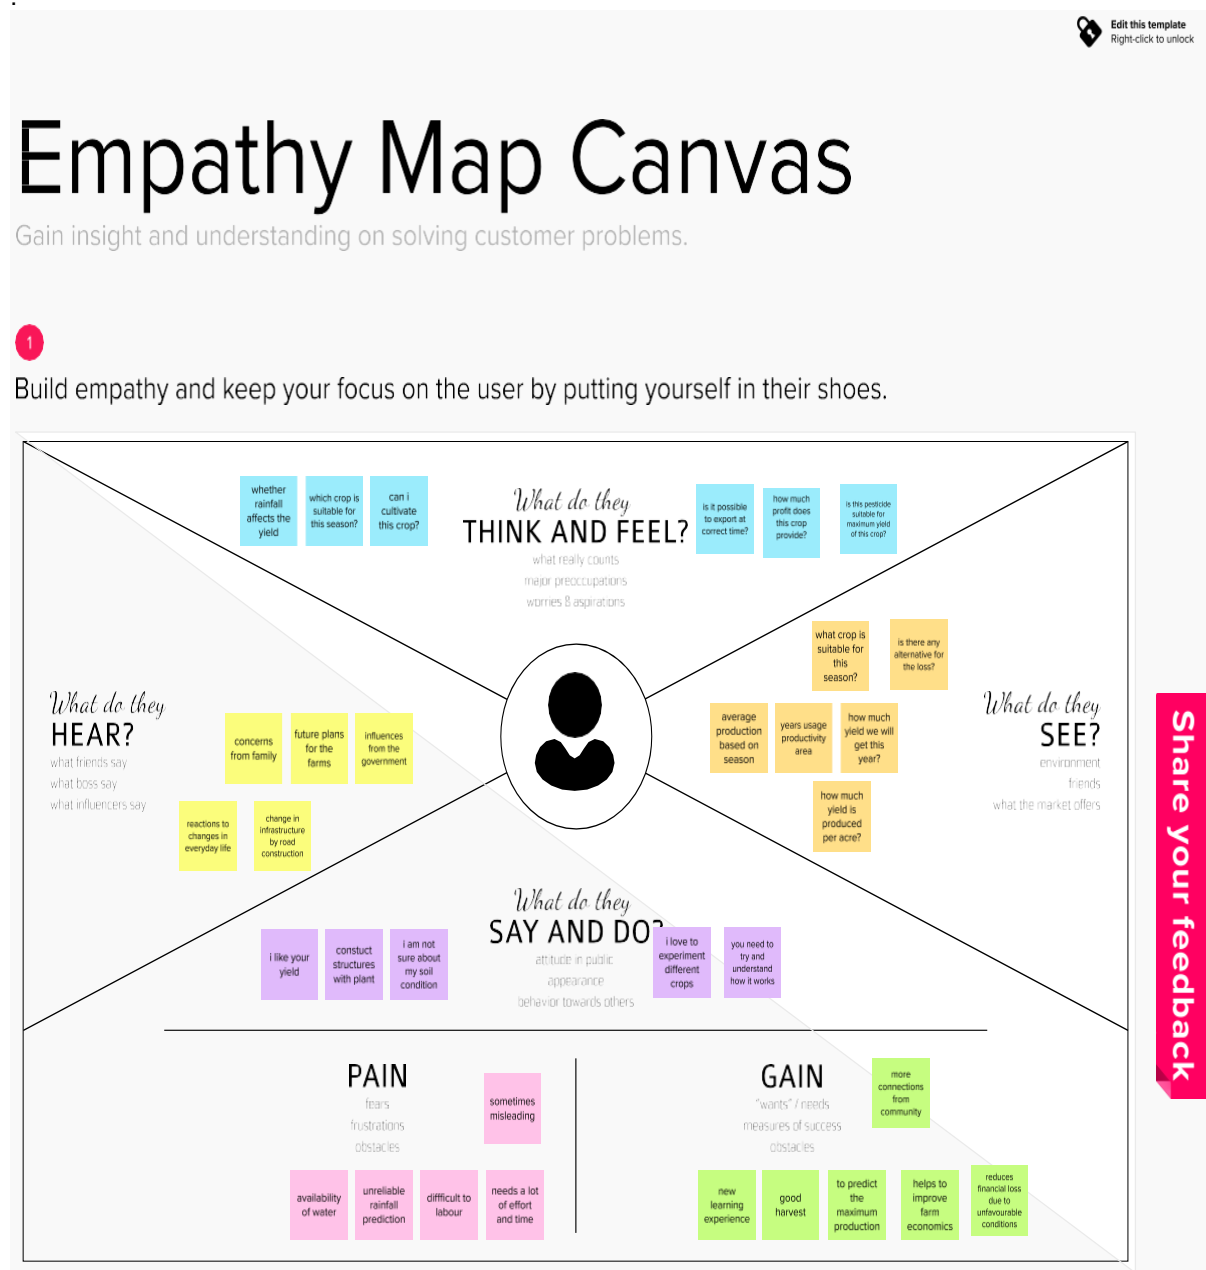 .
Edit this template
Right-click to unlock
Empathy Map Canvas
Gain insight and understanding on solving customer problems.
1
Build empathy and keep your focus on the user by putting yourself in their shoes.
What do they
THINK AND FEEL?
what really counts
major preoccupations
worries & aspirations
whether
rainfall
affects the
yield
which crop is
suitable for
this season?
can i
cultivate
this crop?
is it possible
to export at
correct time?
how much
profit does
this crop
provide?
is this pesticide
suitable for
maximum yield
of this crop?
What do they
HEAR?
what friends say
what boss say
what influencers say
concerns
from family
future plans
for the
farms
influences
from the
government
reactions to
changes in
everyday life
change in
infrastructure
by road
construction
What do they
SEE?
environment
friends
what the market offers
what crop is
suitable for
this
season?
is there any
alternative for
the loss?
average
production
based on
season
years usage
productivity
area
how much
yield we will
get this
year?
how much
yield is
produced
per acre?
What do they
SAY AND DO?
attitude in public
appearance
behavior towards others
i like your
yield
constuct
structures
with plant
i am not
sure about
my soil
condition
i love to
experiment
different
crops
you need to
try and
understand
how it works
PAIN
fears
frustrations
obstacles
sometimes
misleading
availability
of water
unreliable
rainfall
prediction
diffficult to
labour
needs a lot
of effort
and time
GAIN
"wants" / needs
measures of success
obstacles
more
connections
from
community
new
learning
experience
good
harvest
to predict
the
maximum
production
helps to
improve
farm
economics
reduces
financial loss
due to
unfavourable
conditions
Share your feedback